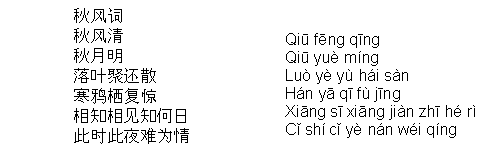 秋风词
秋风清
秋月明
落叶聚还散
寒鸦栖复惊
相知相见知何日
此时此夜难为情
Qiū fēng qīng
Qiū yuè míng
Luò yè yù hái sàn
Hán yā qī fù jīng
Xiāng sī xiāng jiàn zhī hé rì
Cǐ shí cǐ yè nán wéi qíng